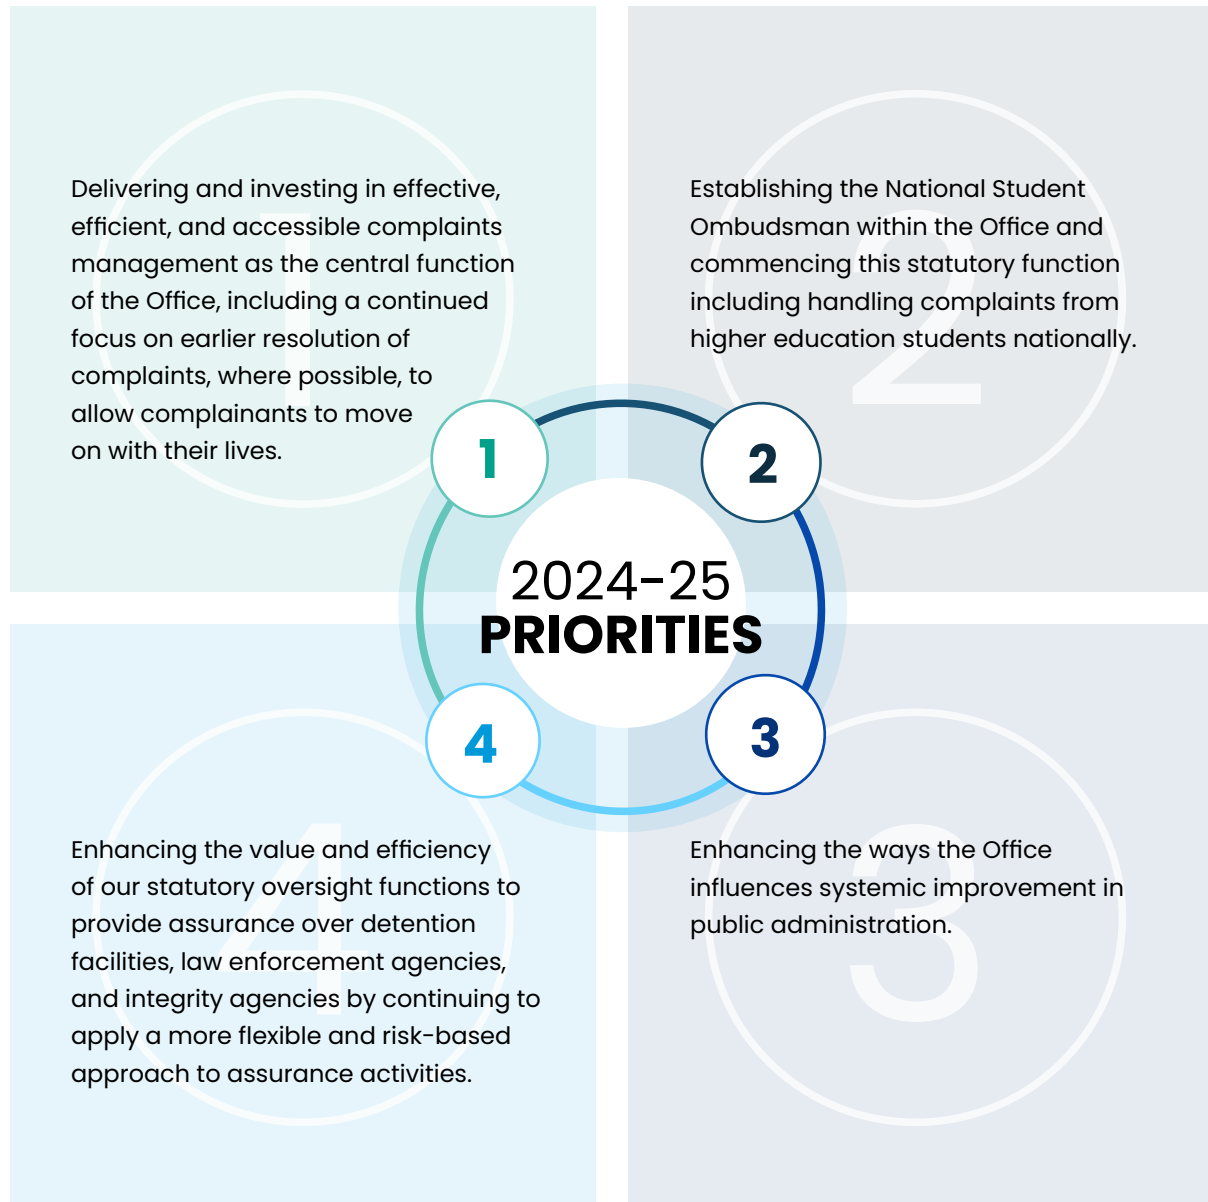 Delivering and investing in effective,
efficient, and accessible complaints
management as the central function
of the Office, including a continued
focus on earlier resolution of
complaints, where possible, to
allow complainants to move
on with their lives.
1
1
Establishing the National Student
Ombudsman within the Office and
commencing this statutory function
including handling complaints from
higher education students nationally.
2
2
2024-25
PRIORITIES
Enhancing the ways the Office
influences systemic improvement in
public administration.
3
3
Enhancing the value and efficiency
of our statutory oversight functions to
provide assurance over detention
facilities, law enforcement agencies,
and integrity agencies by continuing to
apply a more flexible and risk-based
approach to assurance activities.
4
4